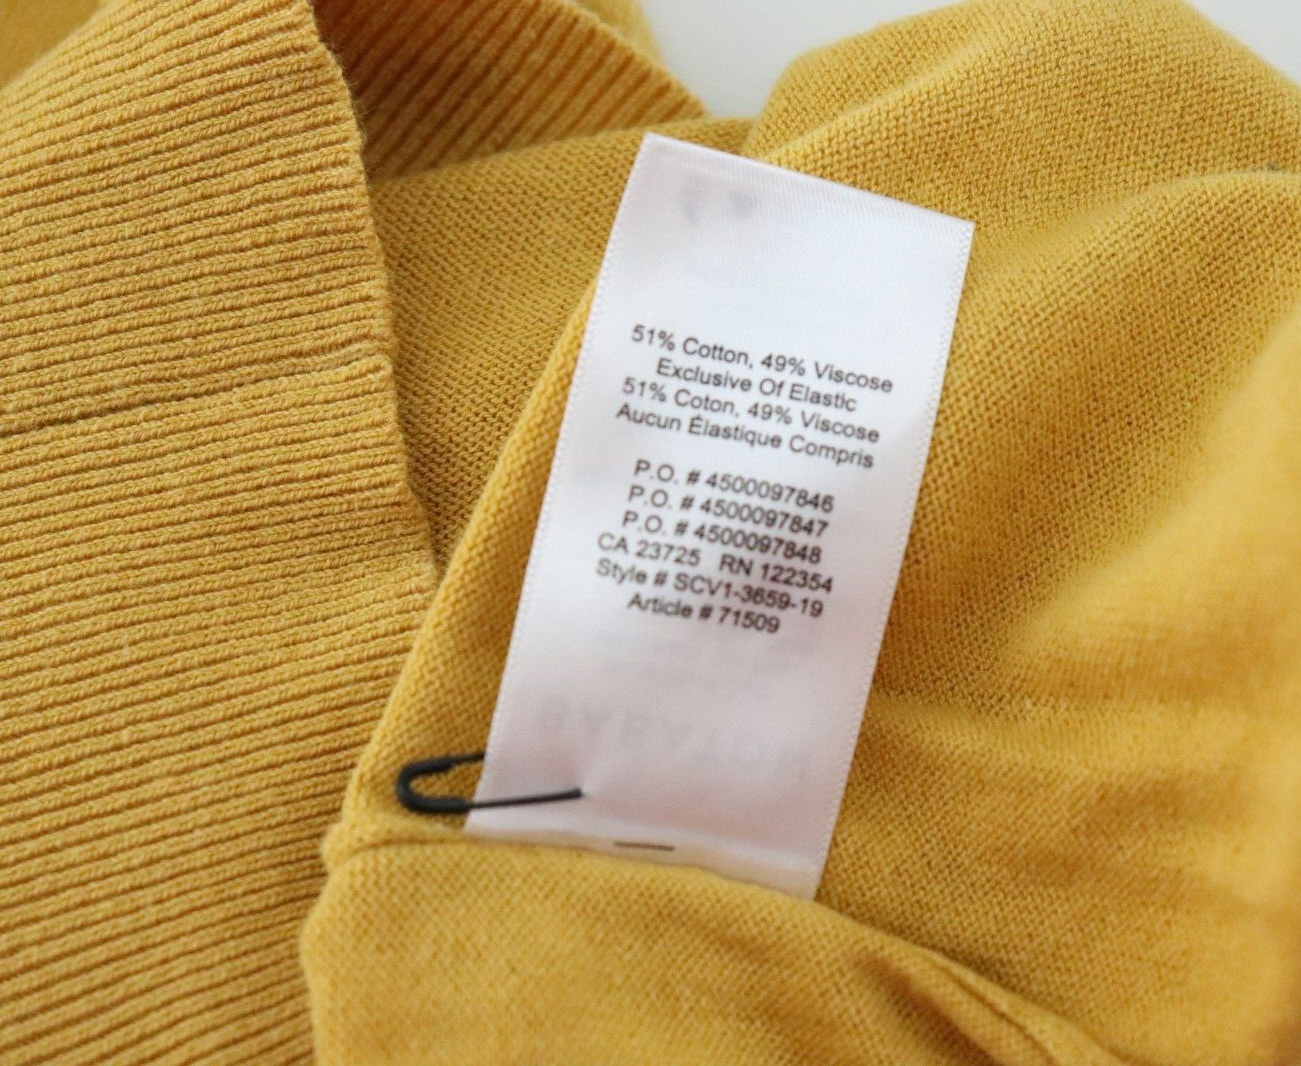 51% Cotton, 49% Viscose
Exclusive Of Elastic
51% Coton, 49% Viscose
Aucun Élastique Compris
P.O. # 4500097846
P.O. # 4500097847
P.O. # 4500097848
CA 23725 RN 122354
Style # SCV1-3659-19
Article # 71509